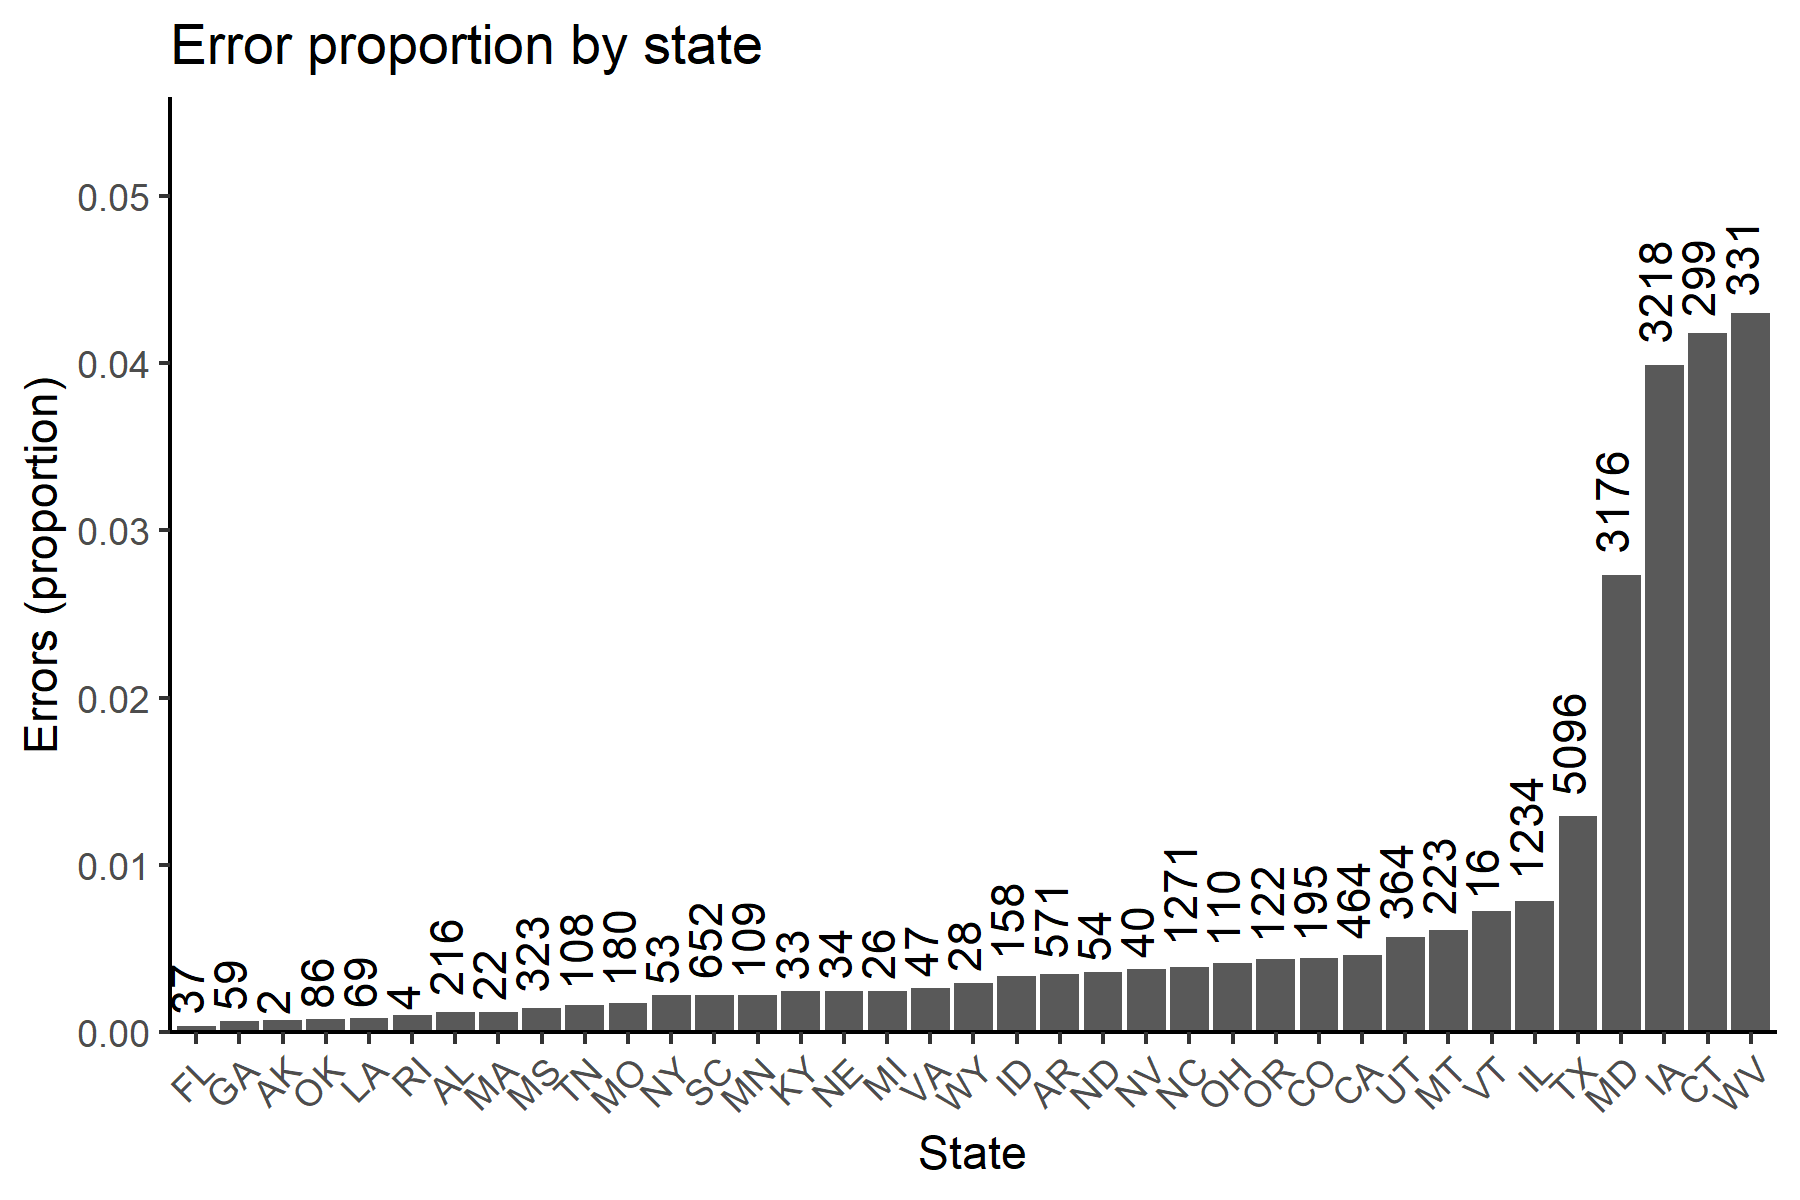 Error proportion by state
Errors (proportion)
0.05
0.04
0.03
0.02
0.01
0.00
37 59 2 86 69 4 216 22 323 108 180 53 652 109 33 34 26 47 28 158 571 54 40 1271 110 122 195 464 364 223 16 1234 5096 3176 3218 299 331
FL GA AK OK LA RI AL MA MS TN MO NY SC MN KY NE MI VA WY ID AR ND NV NC OH OR CO CA UT MT VT IL TX MD IA CT WV
State